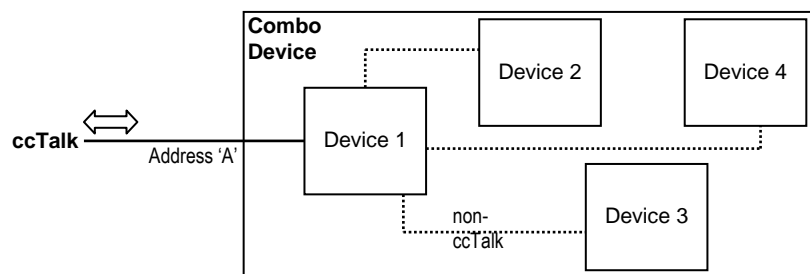 Combo
Device
Device 2
Device 4
ccTalk
Address ‘A’
Device 1
non-
ccTalk
Device 3